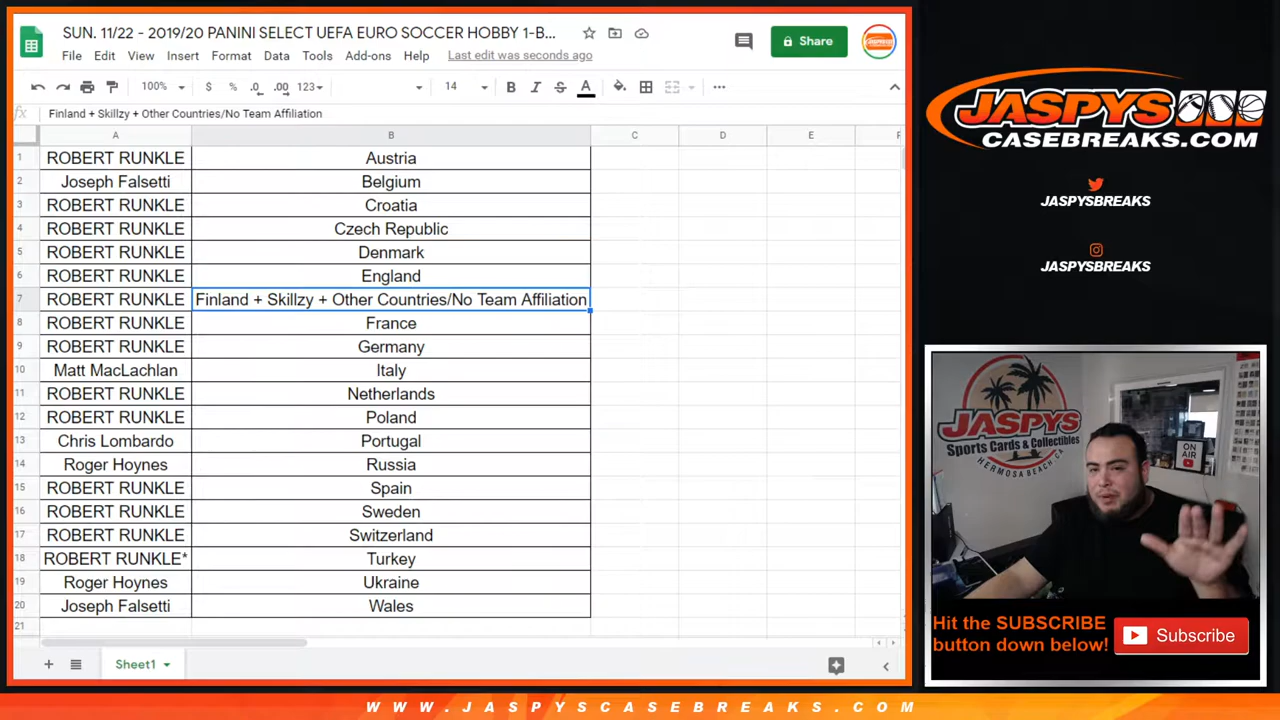 SUN. 11/22 - 2019/20 PANINI SELECT UEFA EURO SOCCER HOBBY 1-B...
File Edit View Insert Format Data Tools Add-ons Help Last edit was seconds ago
Share
100% $ % .0 .00 123 14 B I S A
fx Finland + Skillzy + Other Countries/No Team Affiliation
A B C D E F
1 ROBERT RUNKLE Austria
2 Joseph Falsetti Belgium
3 ROBERT RUNKLE Croatia
4 ROBERT RUNKLE Czech Republic
5 ROBERT RUNKLE Denmark
6 ROBERT RUNKLE England
7 ROBERT RUNKLE Finland + Skillzy + Other Countries/No Team Affiliation
8 ROBERT RUNKLE France
9 ROBERT RUNKLE Germany
10 Matt MacLachlan Italy
11 ROBERT RUNKLE Netherlands
12 ROBERT RUNKLE Poland
13 Chris Lombardo Portugal
14 Roger Hoynes Russia
15 ROBERT RUNKLE Spain
16 ROBERT RUNKLE Sweden
17 ROBERT RUNKLE Switzerland
18 ROBERT RUNKLE* Turkey
19 Roger Hoynes Ukraine
20 Joseph Falsetti Wales
21
Sheet1
JASPYS
CASEBREAKS.COM
JASPYSBREAKS
JASPYSBREAKS
JASPYS
Sports Cards & Collectibles
HERMOSA BEACH, CA
ON
AIR
Hit the SUBSCRIBE
button down below!
Subscribe
WWW.JASPYSCASEBREAKS.COM